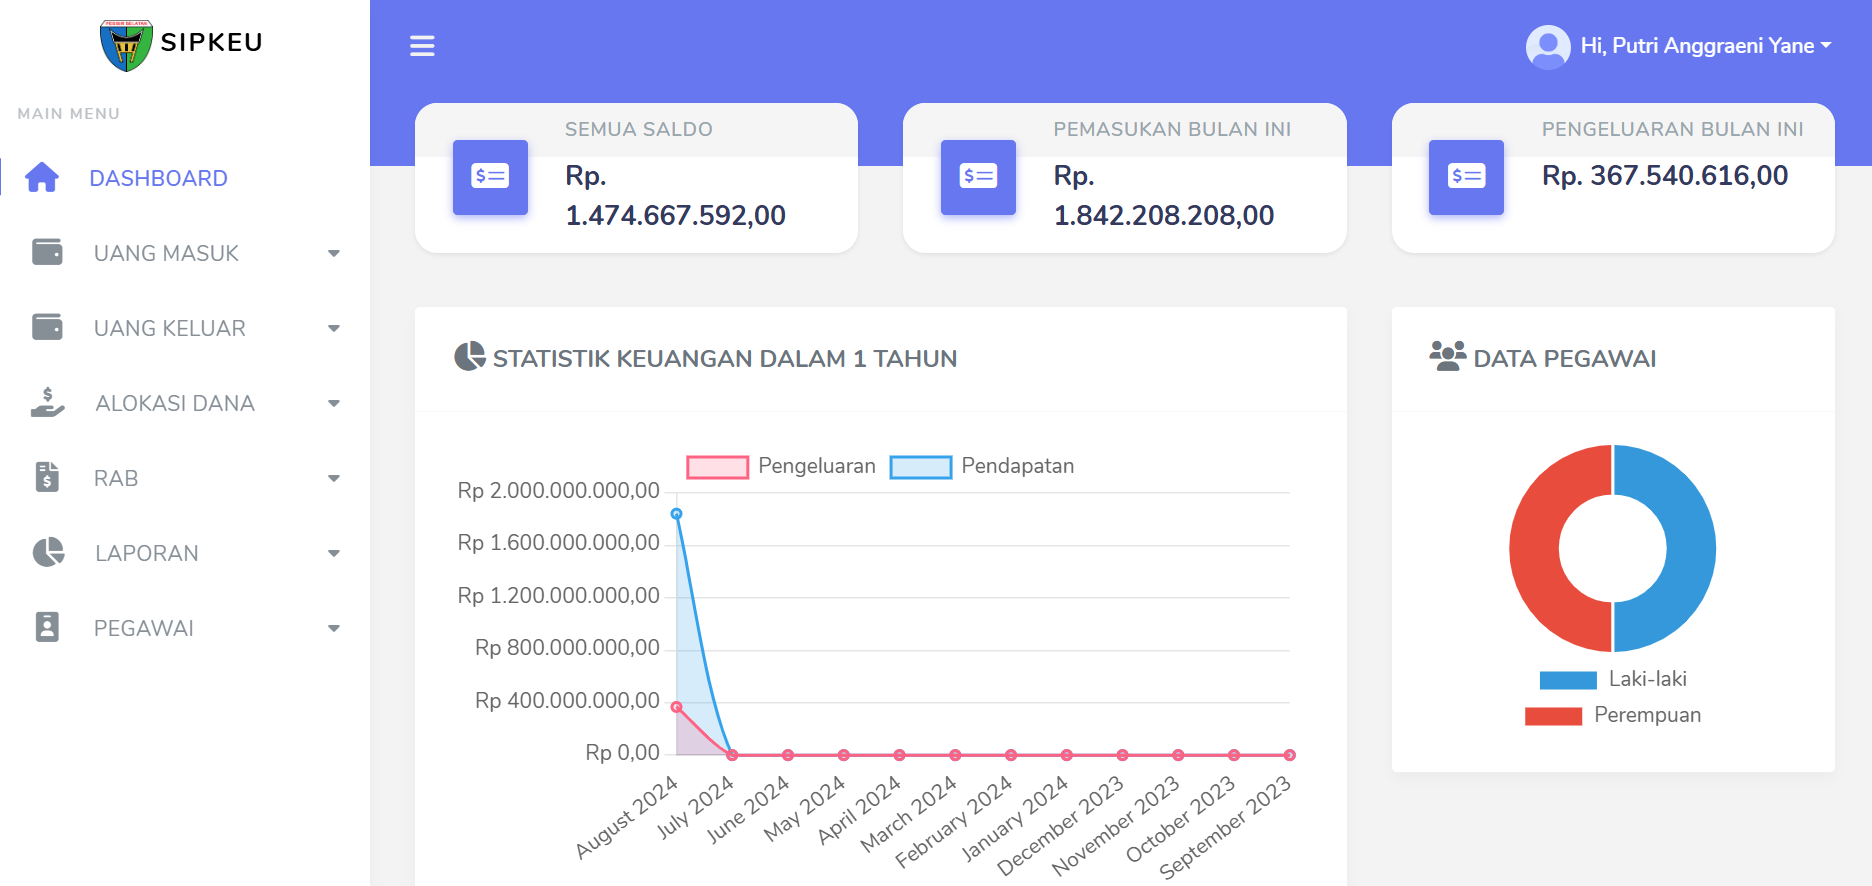 PESISIR SELATAN
SIPKEU
Hi, Putri Anggraeni Yane
MAIN MENU
DASHBOARD
UANG MASUK
UANG KELUAR
ALOKASI DANA
RAB
LAPORAN
PEGAWAI
SEMUA SALDO
Rp.
1.474.667.592,00
PEMASUKAN BULAN INI
Rp.
1.842.208.208,00
PENGELUARAN BULAN INI
Rp. 367.540.616,00
STATISTIK KEUANGAN DALAM 1 TAHUN
Pengeluaran
Pendapatan
Rp 2.000.000.000,00
Rp 1.600.000.000,00
Rp 1.200.000.000,00
Rp 800.000.000,00
Rp 400.000.000,00
Rp 0,00
August 2024
July 2024
June 2024
May 2024
April 2024
March 2024
February 2024
January 2024
December 2023
November 2023
October 2023
September 2023
DATA PEGAWAI
Laki-laki
Perempuan